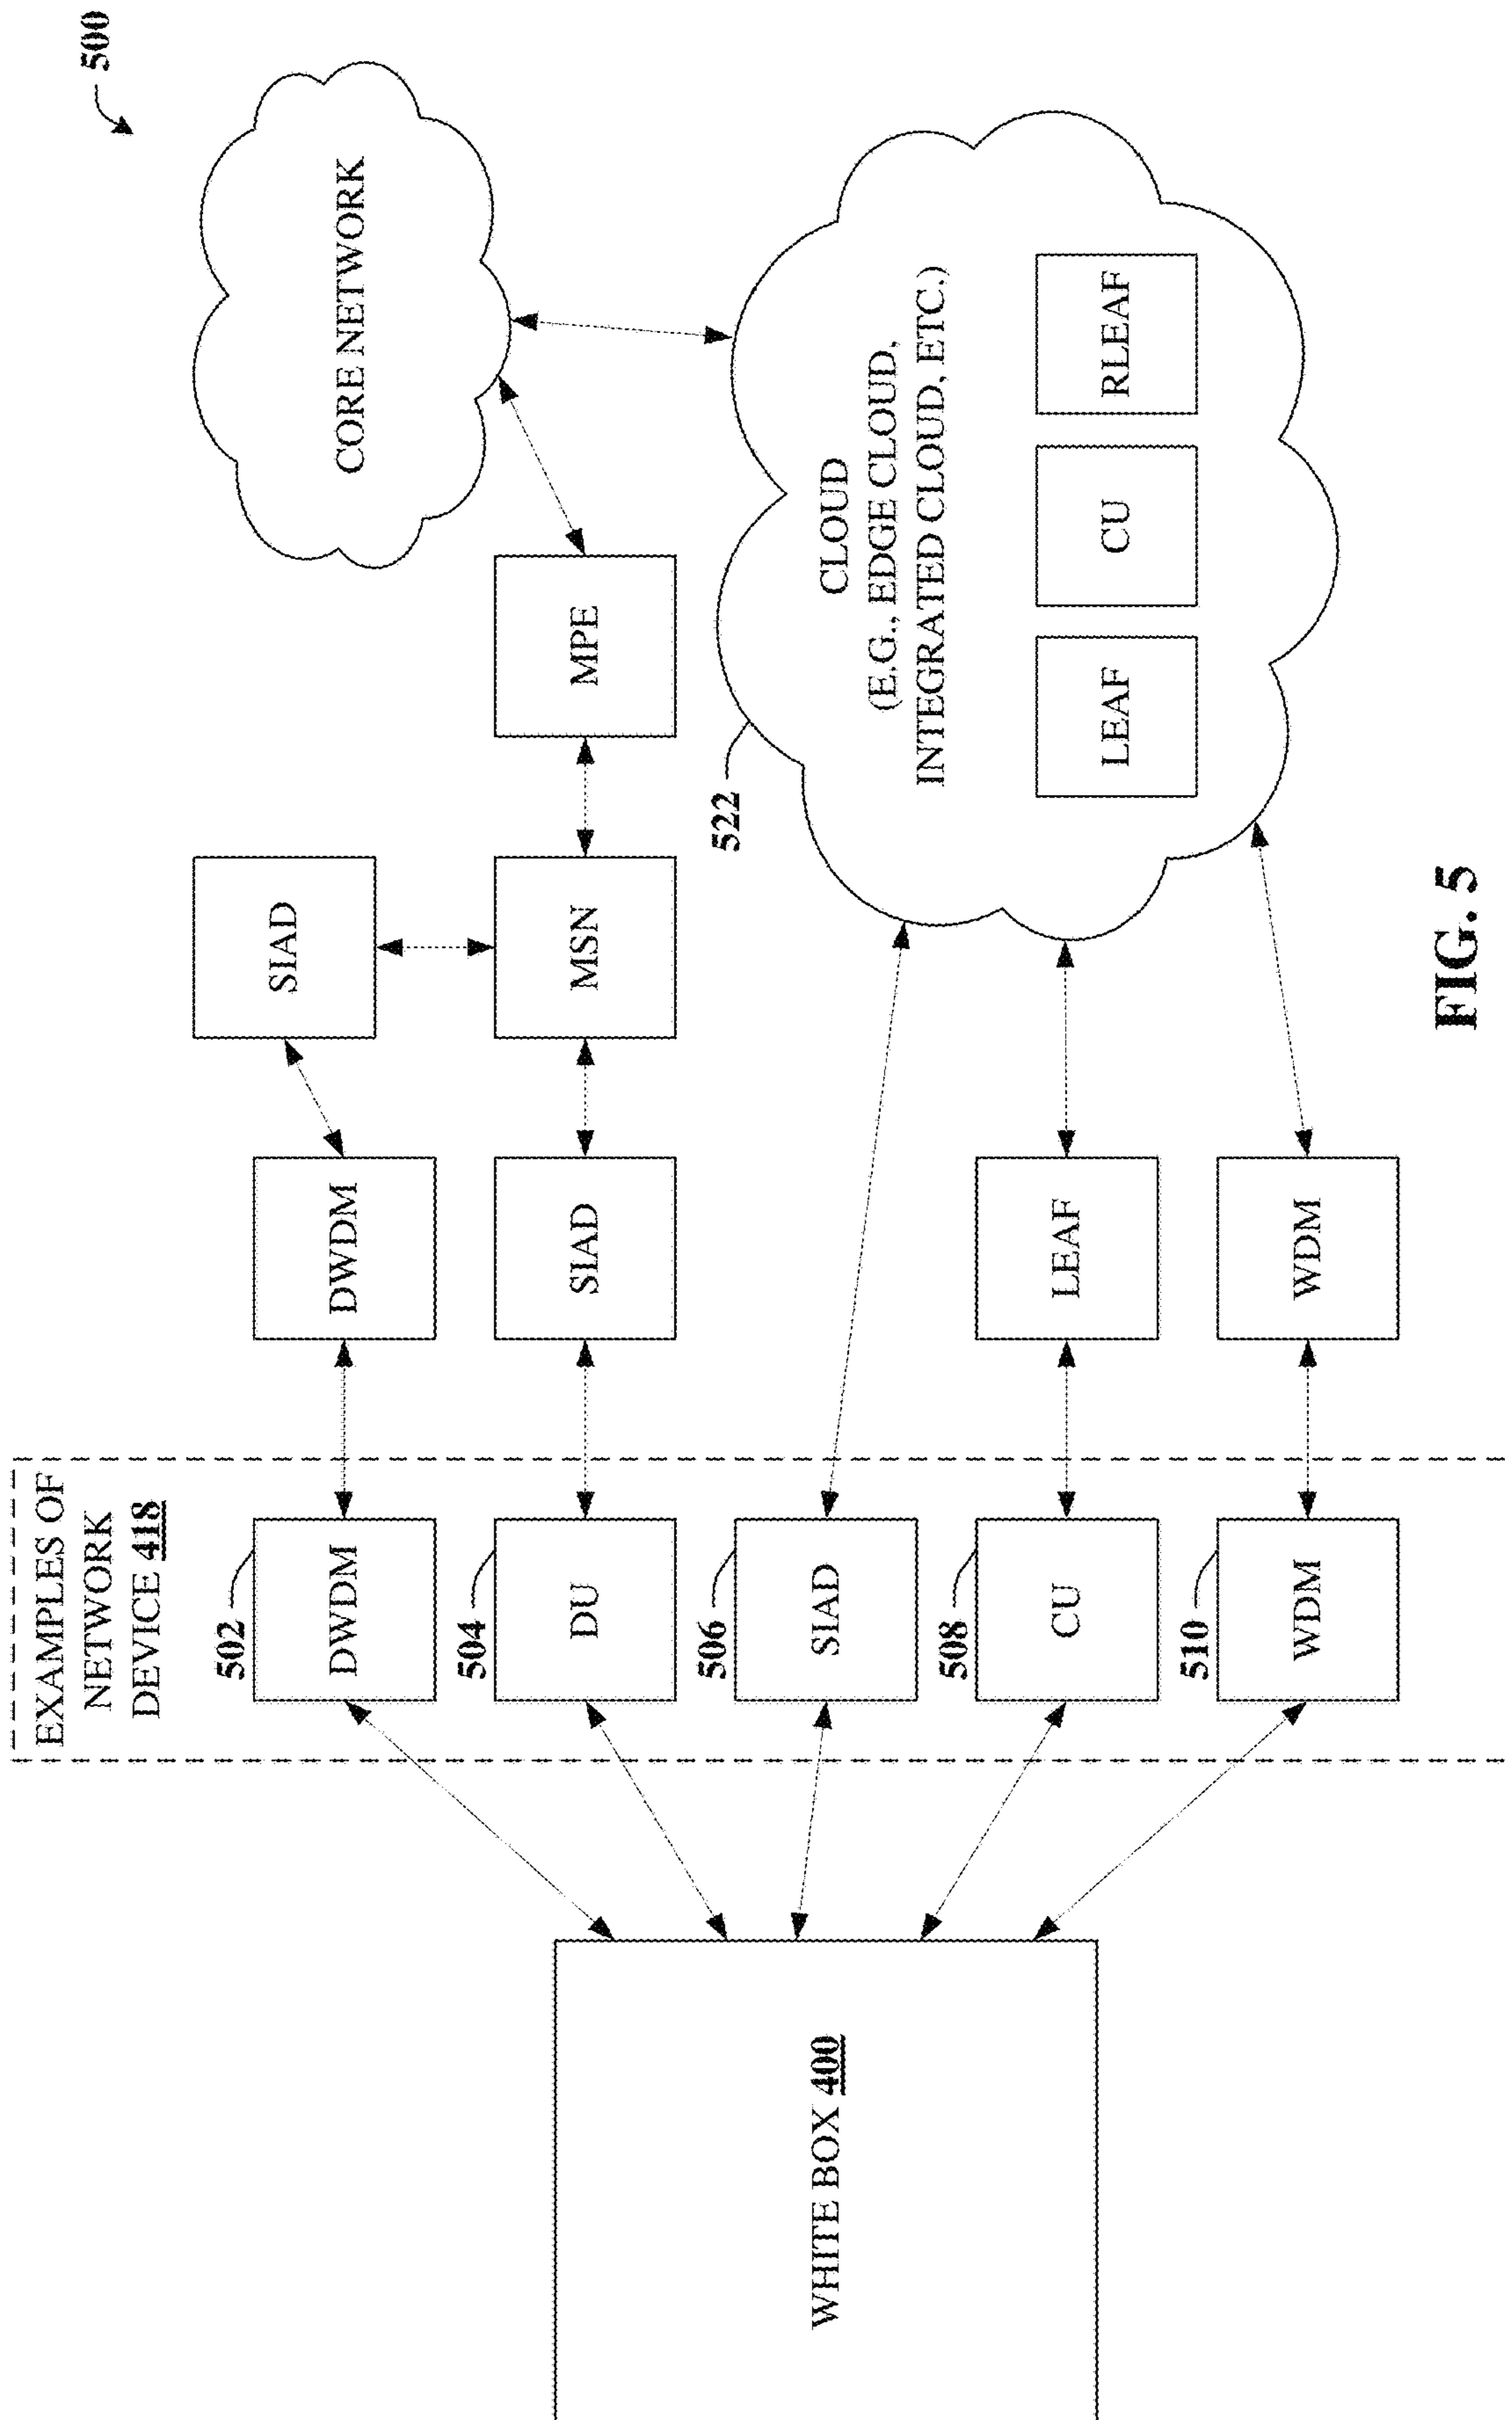 500
EXAMPLES OF
NETWORK
DEVICE 418
502
DWDM
DWDM
SIAD
CORE NETWORK
504
DU
SIAD
MSN
MPE
WHITE BOX 400
506
SIAD
522
CLOUD
(E.G., EDGE CLOUD,
INTEGRATED CLOUD, ETC.)
508
CU
LEAF
LEAF
CU
RLEAF
510
WDM
WDM
FIG. 5